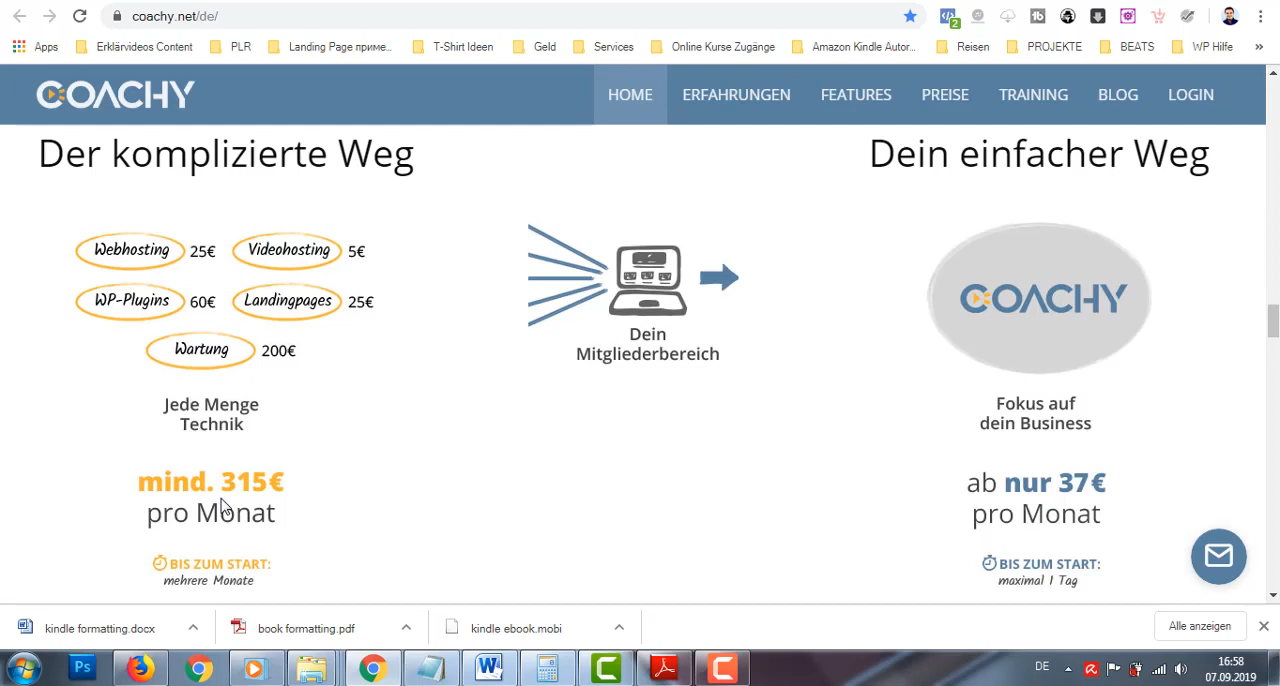 coachy.net/de/
2
Apps
Erklärvideos Content
PLR
Landing Page приме...
T-Shirt Ideen
Geld
Services
Online Kurse Zugänge
Amazon Kindle Autor...
Reisen
PROJEKTE
BEATS
WP Hilfe
»
COACHY
HOME
ERFAHRUNGEN
FEATURES
PREISE
TRAINING
BLOG
LOGIN
Der komplizierte Weg
Dein einfacher Weg
Webhosting 25€
Videohosting 5€
WP-Plugins 60€
Landingpages 25€
Wartung 200€
Jede Menge
Technik
mind. 315€
pro Monat
BIS ZUM START:
mehrere Monate
Dein
Mitgliederbereich
COACHY
Fokus auf
dein Business
ab nur 37€
pro Monat
BIS ZUM START:
maximal 1 Tag
kindle formatting.docx
book formatting.pdf
kindle ebook.mobi
Alle anzeigen
Ps
DE
16:58
07.09.2019